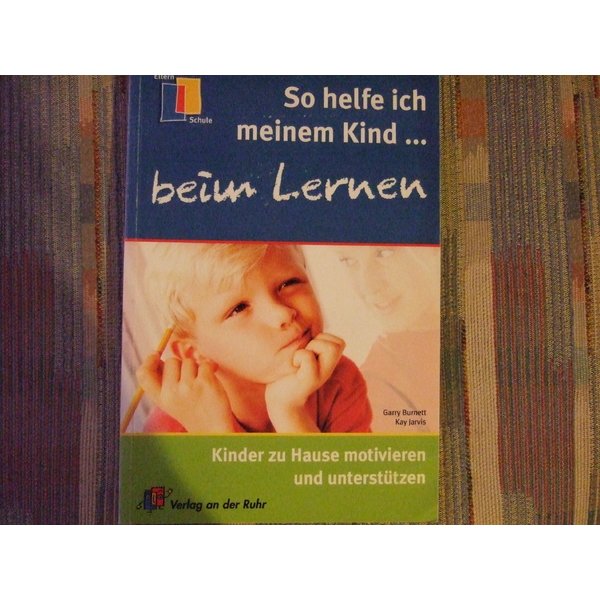 Eltern
Schule
So helfe ich
meinem Kind ...
beim Lernen
Garry Burnett
Kay Jarvis
Kinder zu Hause motivieren
und unterstützen
Verlag an der Ruhr